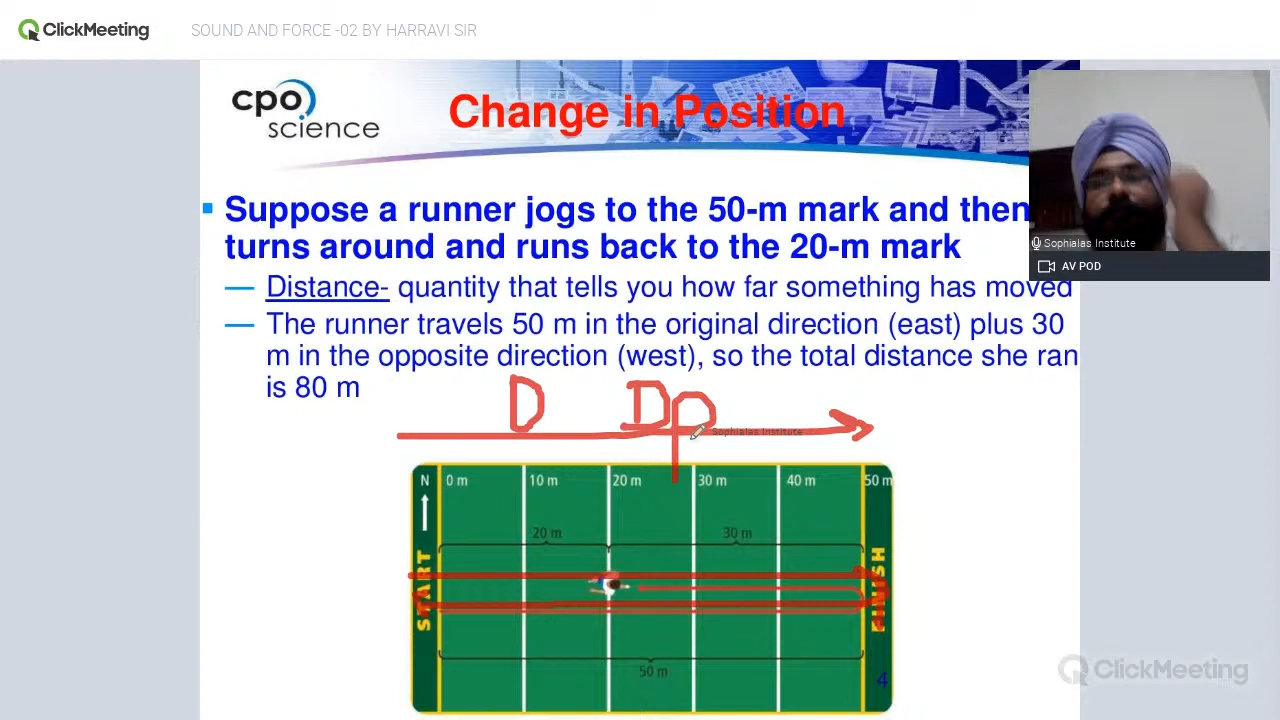 ClickMeeting SOUND AND FORCE -02 BY HARRAVI SIR
cpo science
Change in Position
Suppose a runner jogs to the 50-m mark and then
turns around and runs back to the 20-m mark
Sophialas Institute
AV POD
— Distance- quantity that tells you how far something has moved
— The runner travels 50 m in the original direction (east) plus 30
m in the opposite direction (west), so the total distance she ran
is 80 m
D DP
Sophialas Institute
N 0 m 10 m 20 m 30 m 40 m 50 m
20 m 30 m
START FINISH
50 m
4
ClickMeeting